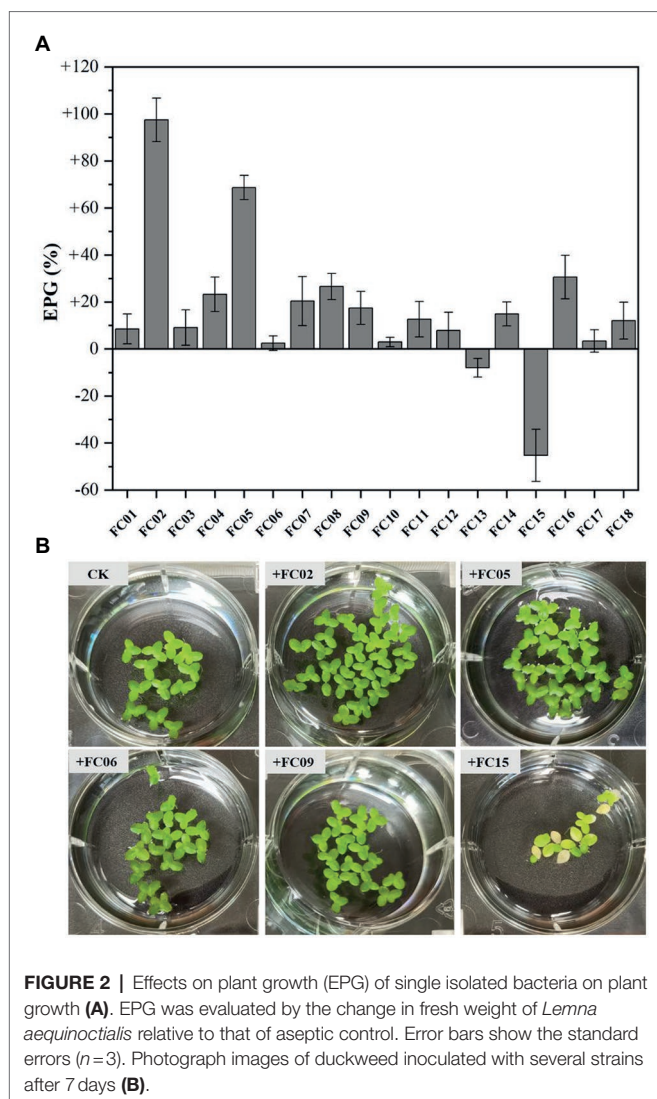 A
+120
+100
+80
+60
+40
+20
0
-20
-40
-60
EPG (%)
FC01 FC02 FC03 FC04 FC05 FC06 FC07 FC08 FC09 FC10 FC11 FC12 FC13 FC14 FC15 FC16 FC17 FC18
B
CK +FC02 +FC05
+FC06 +FC09 +FC15
FIGURE 2 | Effects on plant growth (EPG) of single isolated bacteria on plant
growth (A). EPG was evaluated by the change in fresh weight of Lemna
aequinoctialis relative to that of aseptic control. Error bars show the standard
errors (n=3). Photograph images of duckweed inoculated with several strains
after 7 days (B).